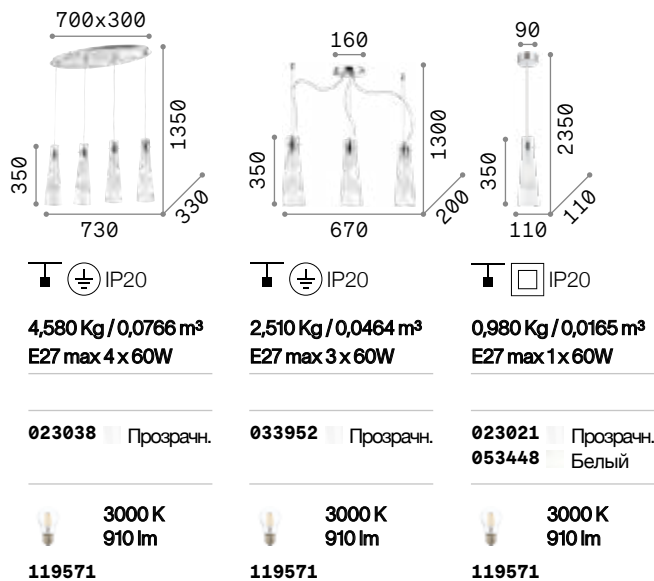 700x300
1350
350
730
330
IP20
4,580 Kg / 0,0766 m³
E27 max 4 x 60W
023038 Прозрачн.
3000 K
910 lm
119571
160
1300
350
670
200
IP20
2,510 Kg / 0,0464 m³
E27 max 3 x 60W
033952 Прозрачн.
3000 K
910 lm
119571
90
2350
350
110
110
IP20
0,980 Kg / 0,0165 m³
E27 max 1 x 60W
023021 Прозрачн.
053448 Белый
3000 K
910 lm
119571